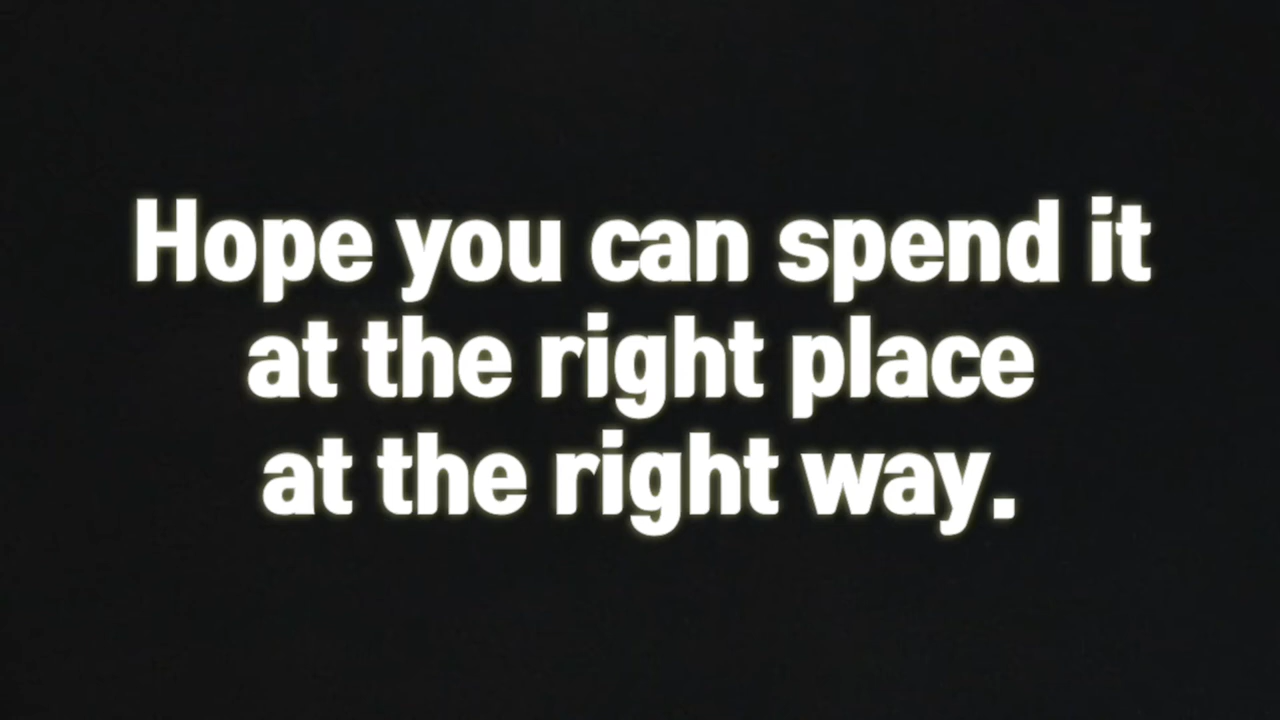 Hope you can spend it
at the right place
at the right way.